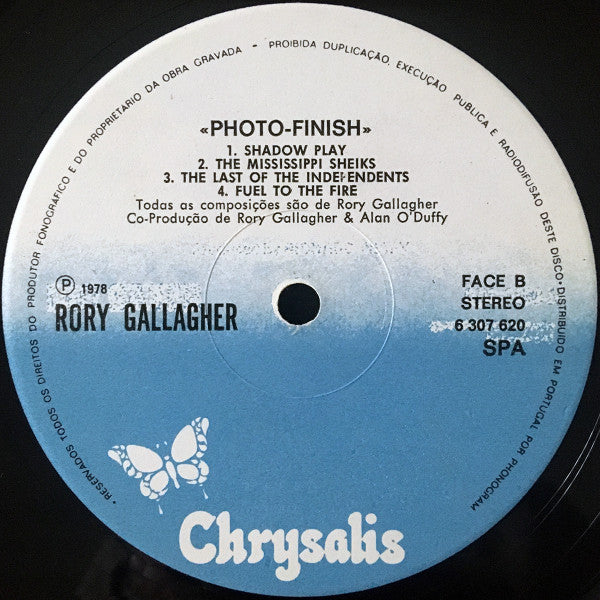 • RESERVADOS TODOS OS DIREITOS DO PRODUTOR FONOGRÁFICO E DO PROPRIETARIO DA OBRA GRAVADA - PROIBIDA DUPLICAÇÃO, EXECUÇÃO PUBLICA E RADIODIFUSÃO DESTE DISCO-DISTRIBUIDO EM PORTUGAL POR PHONOGRAM •
«PHOTO-FINISH»
1. SHADOW PLAY
2. THE MISSISSIPPI SHEIKS
3. THE LAST OF THE INDEPENDENTS
4. FUEL TO THE FIRE
Todas as composições são de Rory Gallagher
Co-Produção de Rory Gallagher & Alan O'Duffy
Ⓟ 1978
RORY GALLAGHER
FACE B
STEREO
6 307 620
SPA
Chrysalis